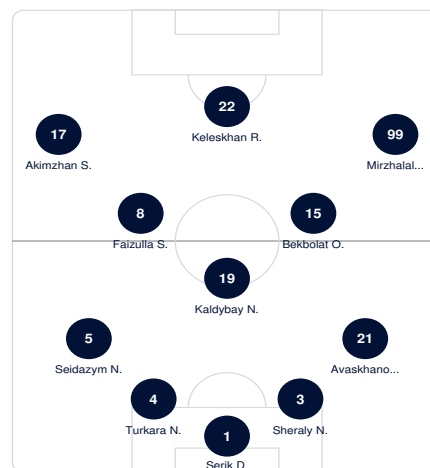 22
Keleskhan R.
17
Akimzhan S.
99
Mirzhalal...
8
Faizulla S.
15
Bekbolat O.
19
Kaldybay N.
5
Seidazym N.
21
Avaskhano...
4
Turkara N.
3
Sheraly N.
1
Serik D.